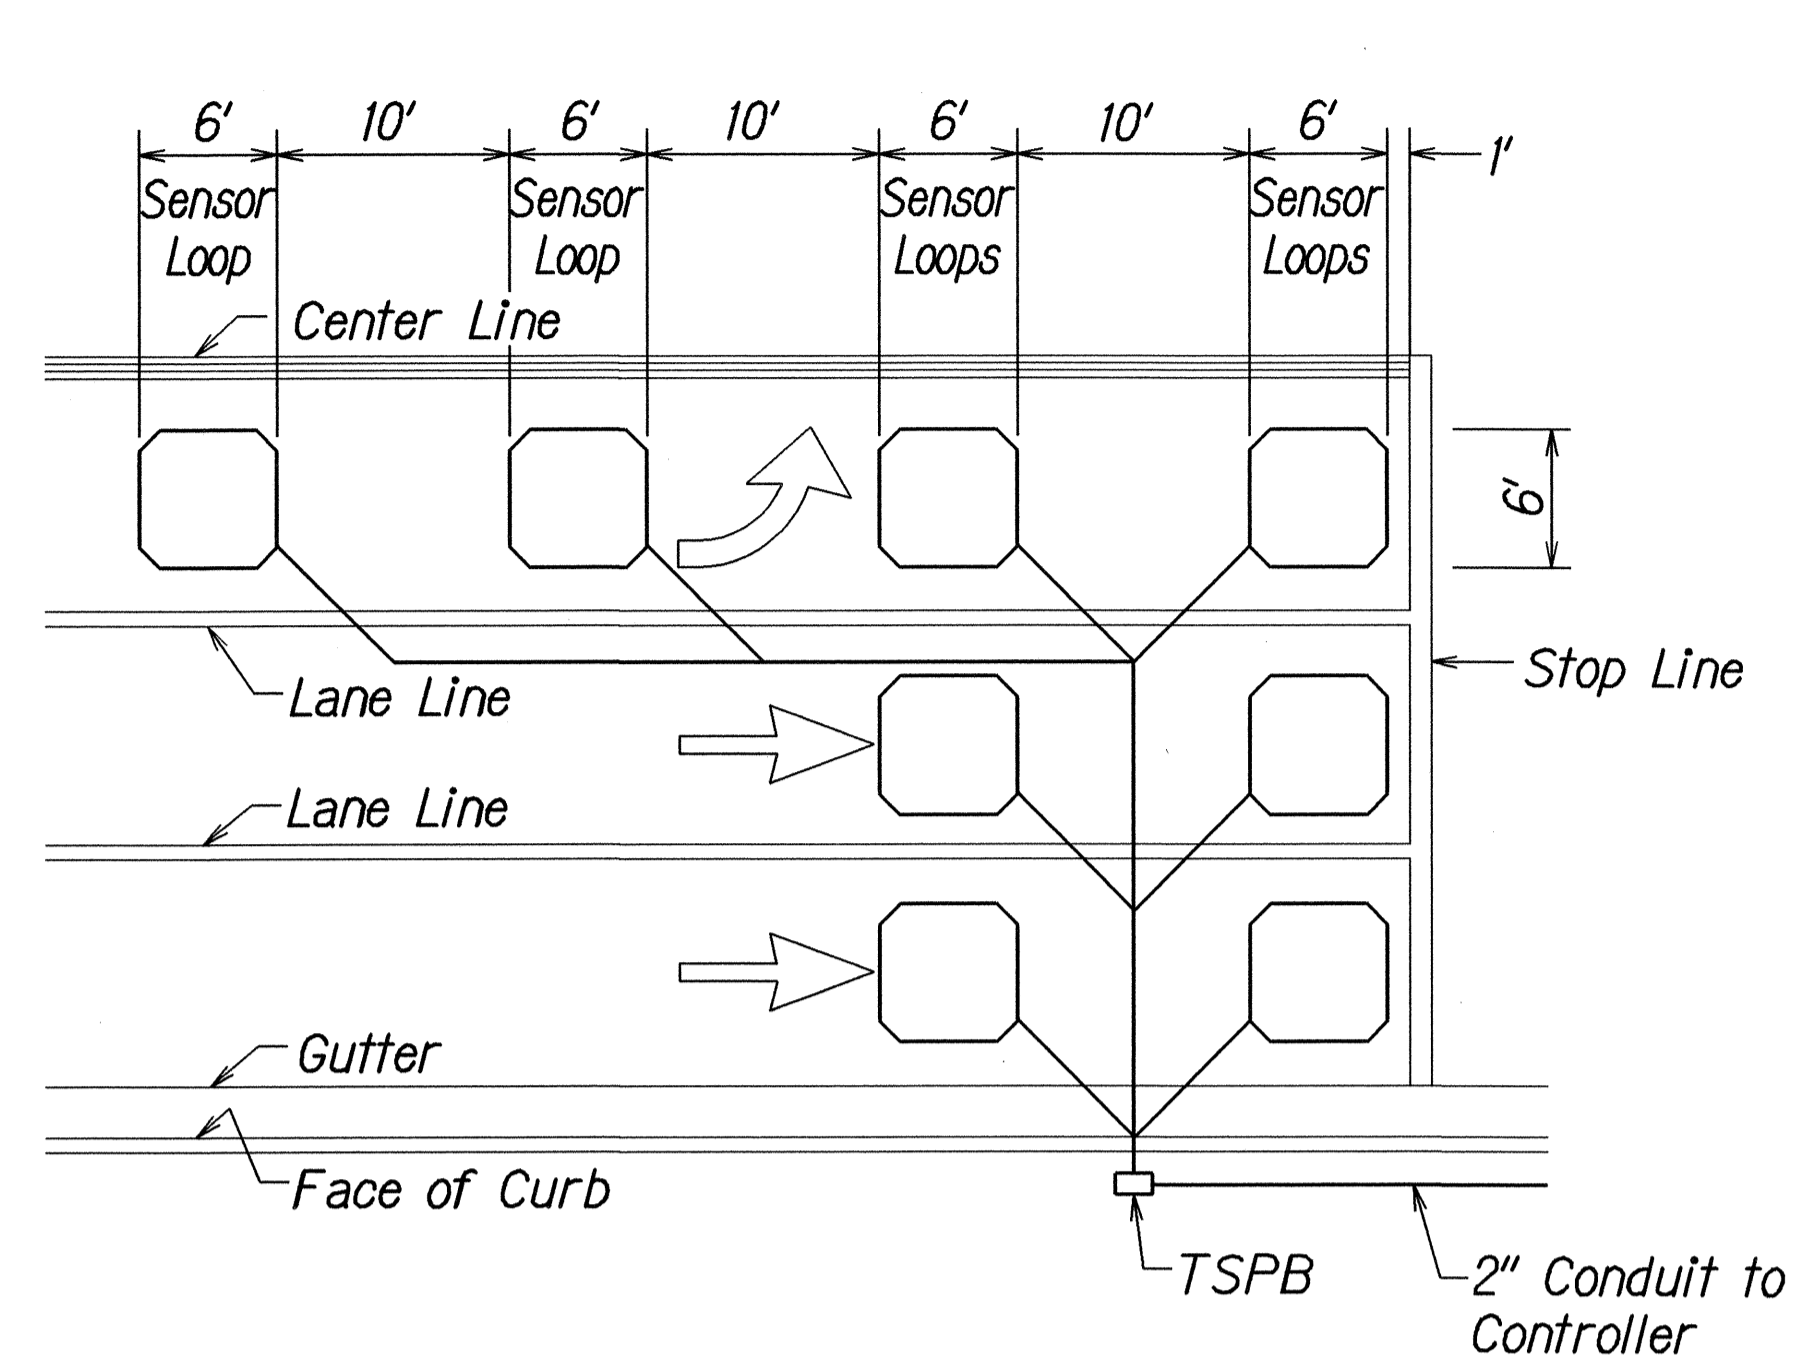 6' 10' 6' 10' 6' 10' 6' 1'
Sensor Loop
Sensor Loop
Sensor Loops
Sensor Loops
Center Line
6'
Lane Line
Stop Line
Lane Line
Gutter
Face of Curb
TSPB
2" Conduit to
Controller